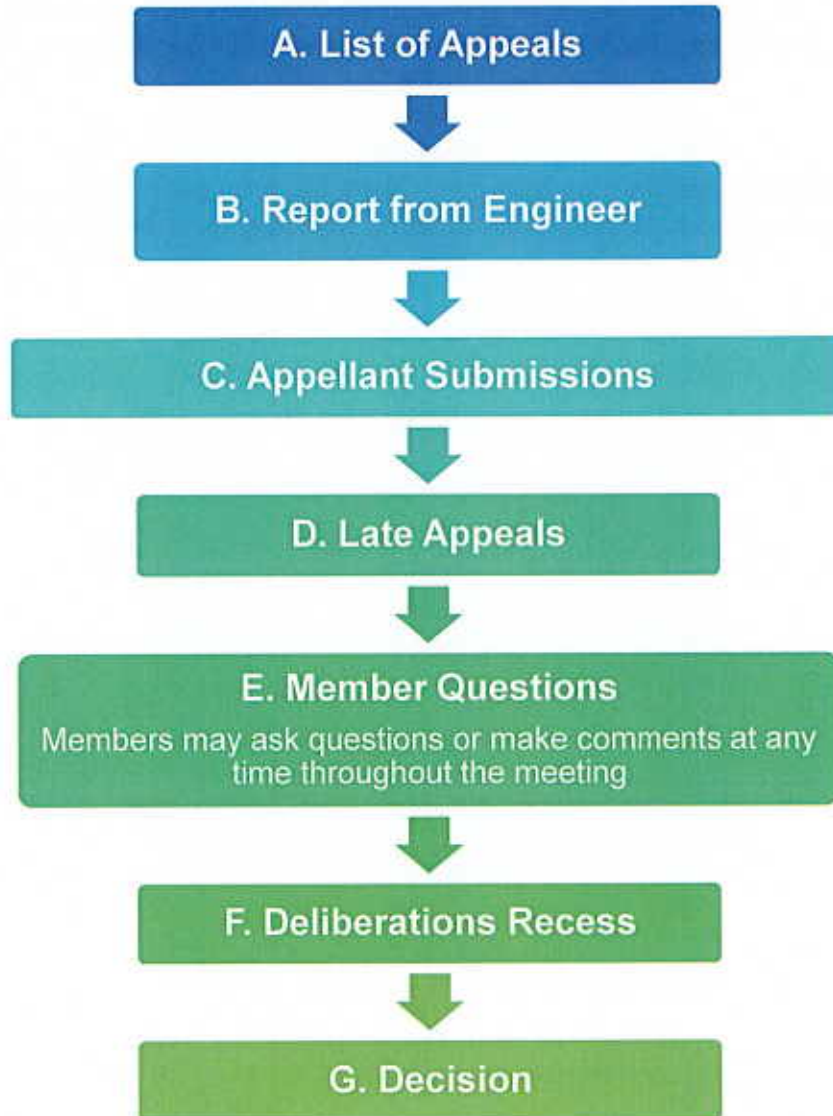 A. List of Appeals
B. Report from Engineer
C. Appellant Submissions
D. Late Appeals
E. Member Questions
Members may ask questions or make comments at any
time throughout the meeting
F. Deliberations Recess
G. Decision